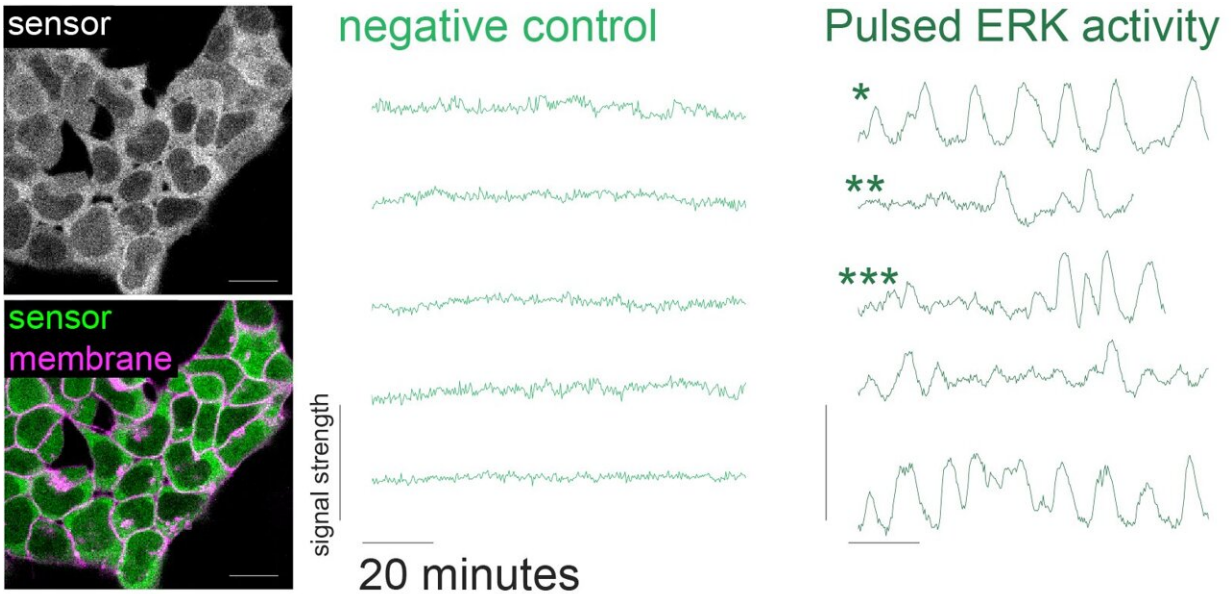 sensor
sensor
membrane
negative control
signal strength
20 minutes
Pulsed ERK activity
*
**
***